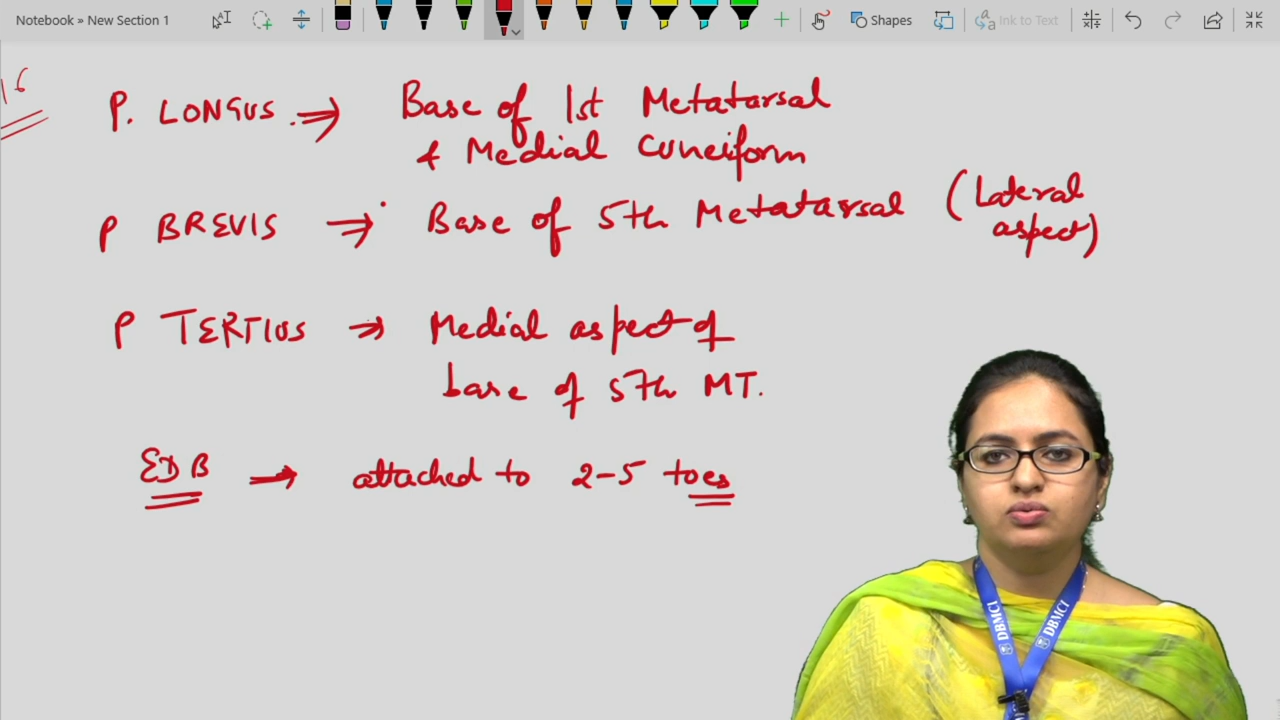 Notebook » New Section 1
Shapes
Ink to Text
16
P. LONGUS ⇒ Base of 1st Metatarsal
& Medial cuneiform
P BREVIS ⇒ Base of 5th Metatarsal (Lateral
aspect)
P TERTIUS → Medial aspect of
base of 5th MT.
EDB → attached to 2-5 toes
DBMCI
DBMCI